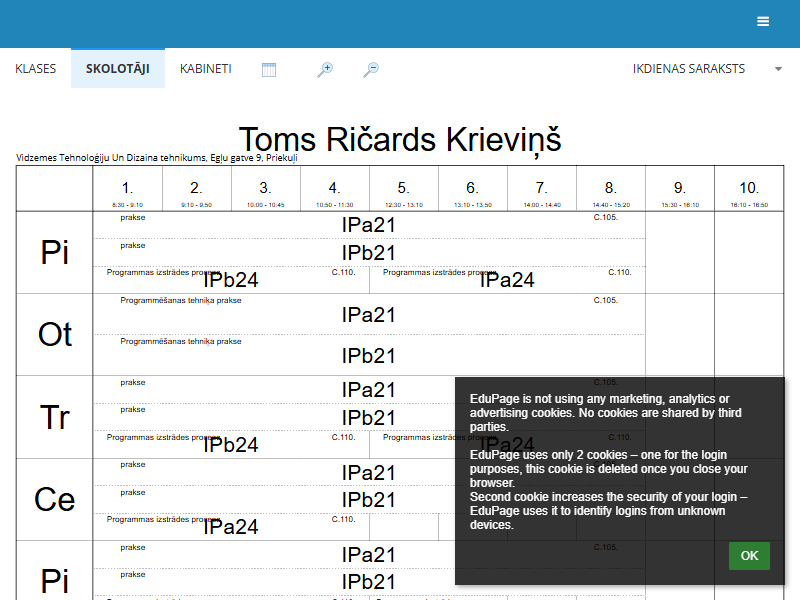 KLASES SKOLOTĀJI KABINETI IKDIENAS SARAKSTS
Toms Ričards Krieviņš
Vidzemes Tehnoloģiju Un Dizaina tehnikums, Egļu gatve 9, Priekuļi
1. 2. 3. 4. 5. 6. 7. 8. 9. 10.
8:30 - 9:10 9:10 - 9:50 10:00 - 10:45 10:50 - 11:30 12:30 - 13:10 13:10 - 13:50 14:00 - 14:40 14:40 - 15:20 15:30 - 16:10 16:10 - 16:50
Pi
prakse C.105.
IPa21
prakse
IPb21
Programmas izstrādes process C.110. Programmas izstrādes process C.110.
IPb24 IPa24
Ot
Programmēšanas tehniķa prakse C.105.
IPa21
Programmēšanas tehniķa prakse
IPb21
Tr
prakse C.105.
IPa21
prakse
IPb21
Programmas izstrādes process C.110. Programmas izstrādes process C.110.
IPb24 IPa24
Ce
prakse
IPa21
prakse
IPb21
Programmas izstrādes process C.110.
IPa24
Pi
prakse C.105.
IPa21
prakse
IPb21
EduPage is not using any marketing, analytics or
advertising cookies. No cookies are shared by third
parties.
EduPage uses only 2 cookies – one for the login
purposes, this cookie is deleted once you close your
browser.
Second cookie increases the security of your login –
EduPage uses it to identify logins from unknown
devices.
OK